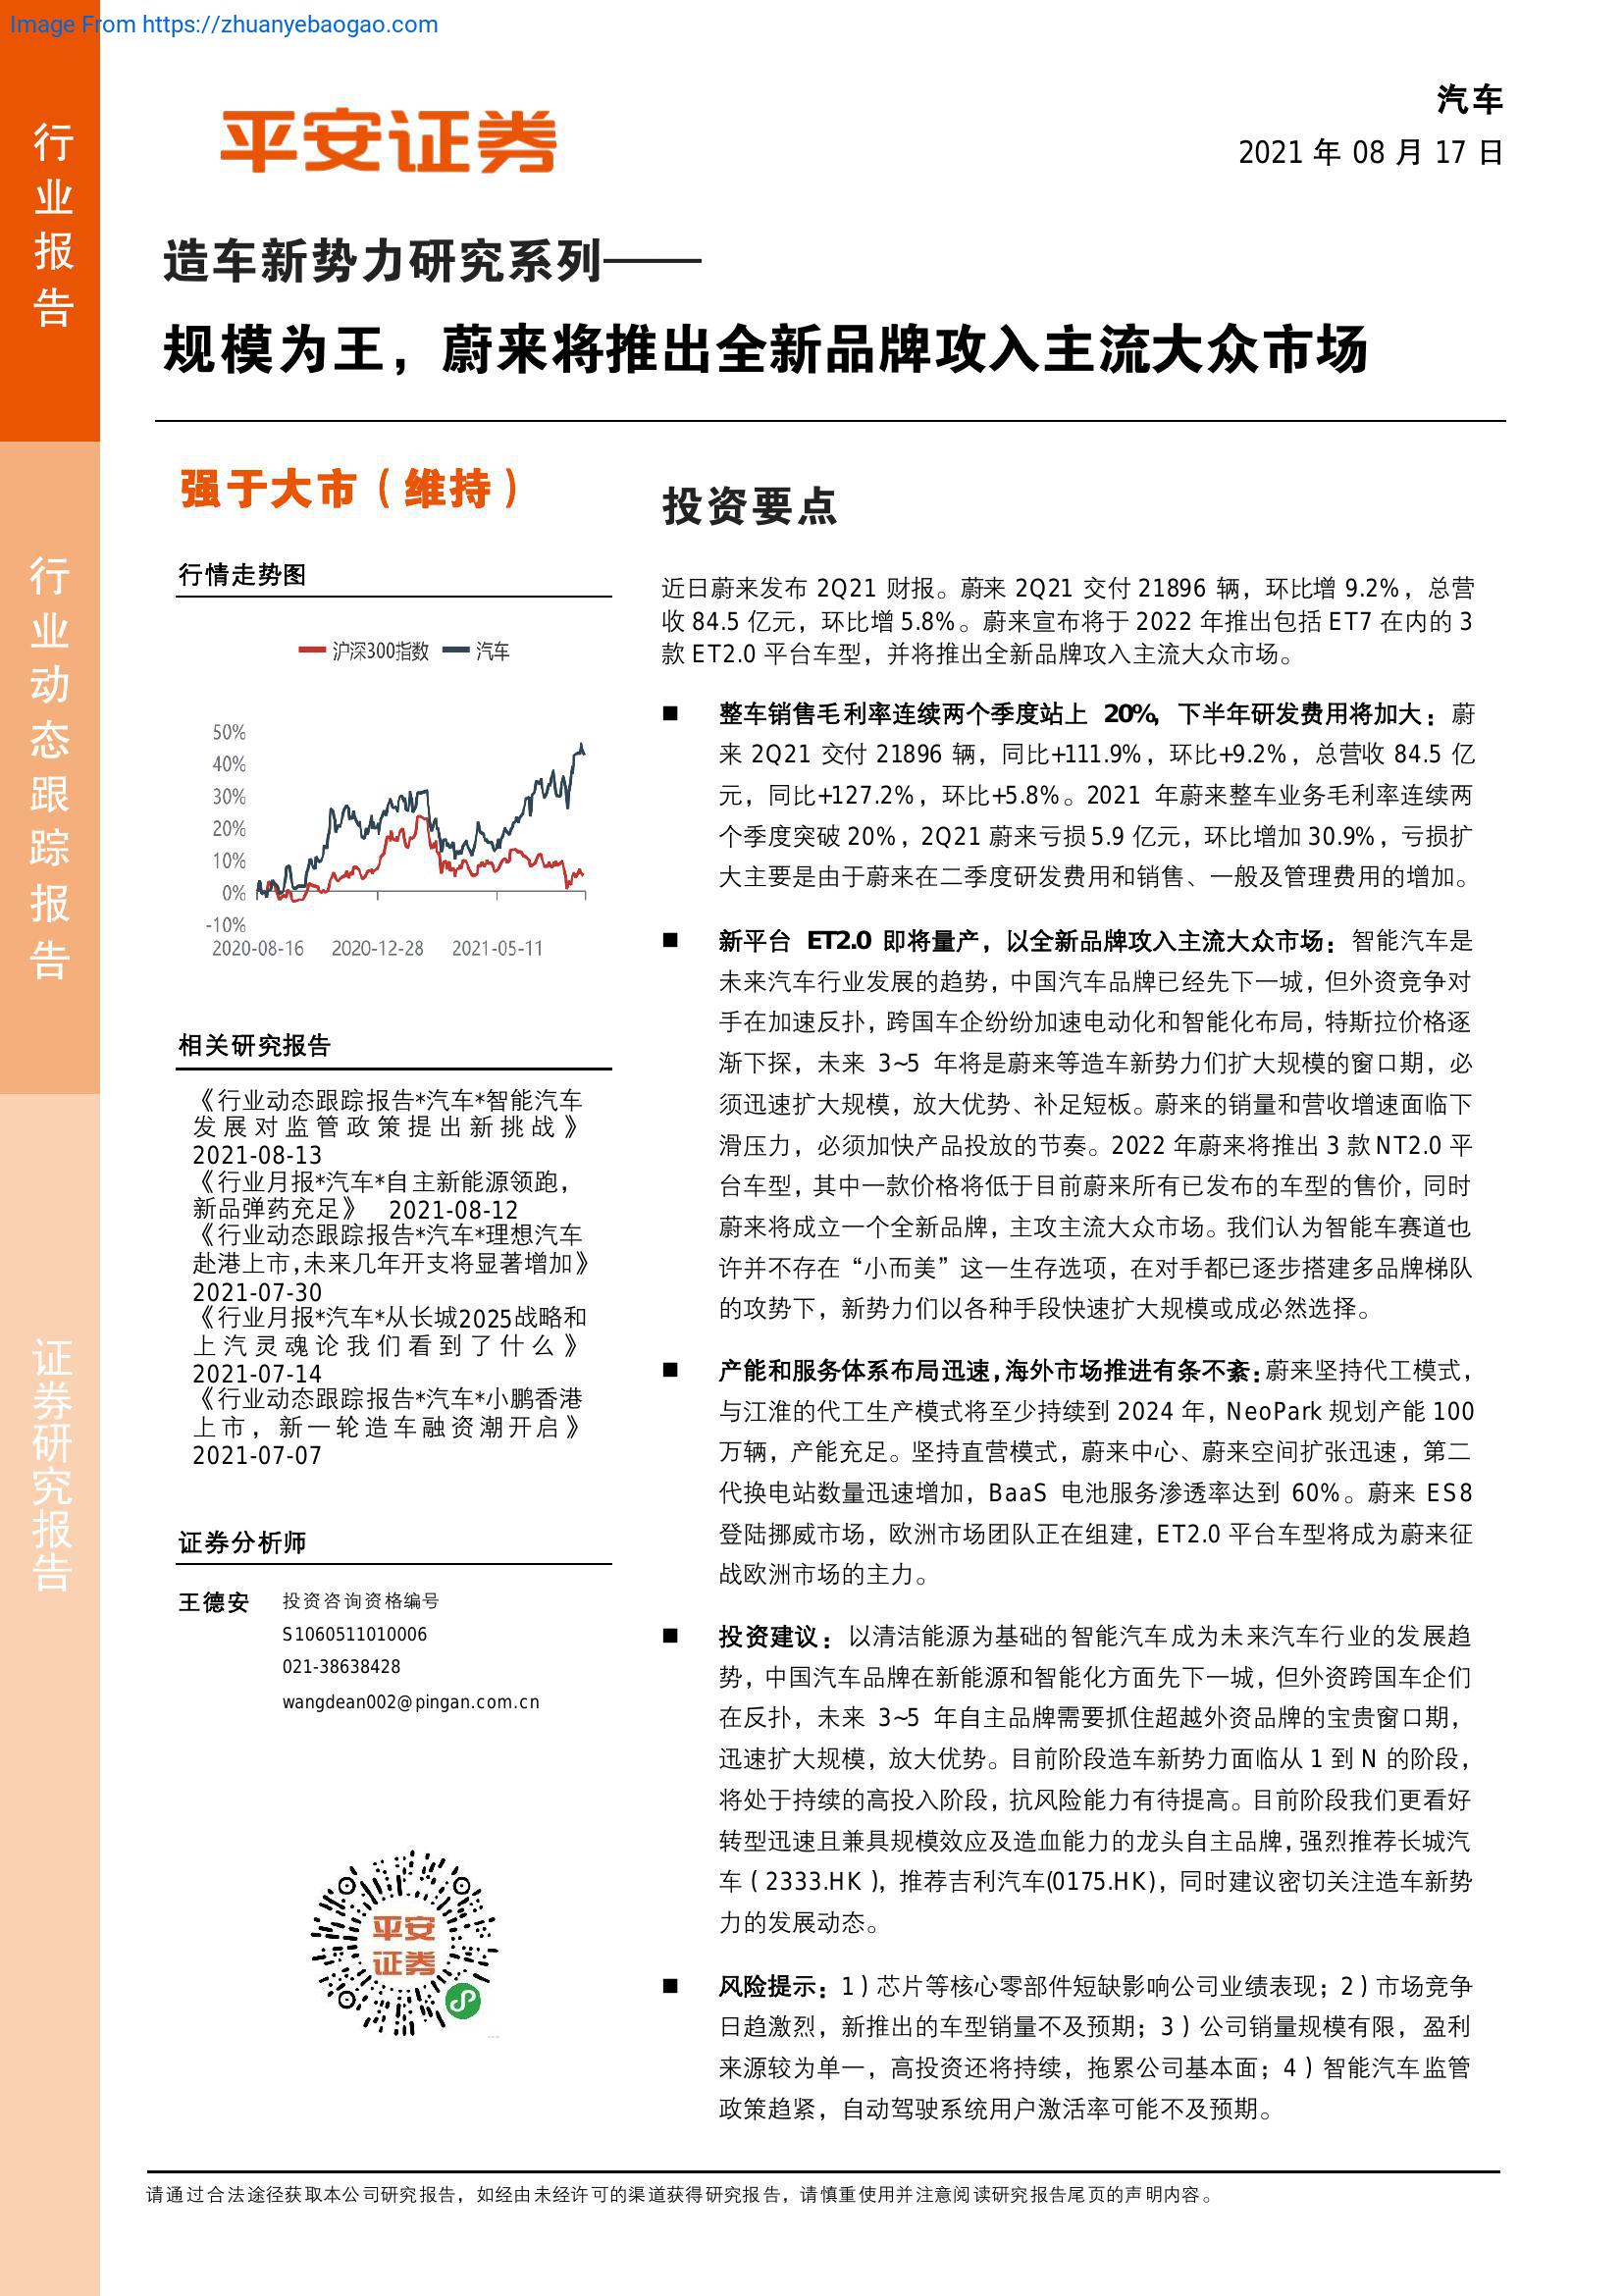 Image From https://zhuanyebaogao.com
行业报告
行业动态跟踪报告
证券研究报告
平安证券
汽车
2021 年 08 月 17 日
造车新势力研究系列——
规模为王，蔚来将推出全新品牌攻入主流大众市场
强于大市（维持）
行情走势图
沪深300指数 汽车
50%
40%
30%
20%
10%
0%
-10%
2020-08-16 2020-12-28 2021-05-11
相关研究报告
《行业动态跟踪报告*汽车*智能汽车
发展对监管政策提出新挑战》
2021-08-13
《行业月报*汽车*自主新能源领跑，
新品弹药充足》 2021-08-12
《行业动态跟踪报告*汽车*理想汽车
赴港上市,未来几年开支将显著增加》
2021-07-30
《行业月报*汽车*从长城2025战略和
上汽灵魂论我们看到了什么》
2021-07-14
《行业动态跟踪报告*汽车*小鹏香港
上市，新一轮造车融资潮开启》
2021-07-07
证券分析师
王德安 投资咨询资格编号
S1060511010006
021-38638428
wangdean002@pingan.com.cn
平安
证券
投资要点
近日蔚来发布 2Q21 财报。蔚来 2Q21 交付 21896 辆，环比增 9.2%，总营
收 84.5 亿元，环比增 5.8%。蔚来宣布将于 2022 年推出包括 ET7 在内的 3
款 ET2.0 平台车型，并将推出全新品牌攻入主流大众市场。
■ 整车销售毛利率连续两个季度站上 20%，下半年研发费用将加大：蔚
来 2Q21 交付 21896 辆，同比+111.9%，环比+9.2%，总营收 84.5 亿
元，同比+127.2%，环比+5.8%。2021 年蔚来整车业务毛利率连续两
个季度突破 20%，2Q21 蔚来亏损 5.9 亿元，环比增加 30.9%，亏损扩
大主要是由于蔚来在二季度研发费用和销售、一般及管理费用的增加。
■ 新平台 ET2.0 即将量产，以全新品牌攻入主流大众市场：智能汽车是
未来汽车行业发展的趋势，中国汽车品牌已经先下一城，但外资竞争对
手在加速反扑，跨国车企纷纷加速电动化和智能化布局，特斯拉价格逐
渐下探，未来 3~5 年将是蔚来等造车新势力们扩大规模的窗口期，必
须迅速扩大规模，放大优势、补足短板。蔚来的销量和营收增速面临下
滑压力，必须加快产品投放的节奏。2022 年蔚来将推出 3 款 NT2.0 平
台车型，其中一款价格将低于目前蔚来所有已发布的车型的售价，同时
蔚来将成立一个全新品牌，主攻主流大众市场。我们认为智能车赛道也
许并不存在“小而美”这一生存选项，在对手都已逐步搭建多品牌梯队
的攻势下，新势力们以各种手段快速扩大规模或成必然选择。
■ 产能和服务体系布局迅速，海外市场推进有条不紊：蔚来坚持代工模式，
与江淮的代工生产模式将至少持续到 2024 年，NeoPark 规划产能 100
万辆，产能充足。坚持直营模式，蔚来中心、蔚来空间扩张迅速，第二
代换电站数量迅速增加，BaaS 电池服务渗透率达到 60%。蔚来 ES8
登陆挪威市场，欧洲市场团队正在组建，ET2.0 平台车型将成为蔚来征
战欧洲市场的主力。
■ 投资建议：以清洁能源为基础的智能汽车成为未来汽车行业的发展趋
势，中国汽车品牌在新能源和智能化方面先下一城，但外资跨国车企们
在反扑，未来 3~5 年自主品牌需要抓住超越外资品牌的宝贵窗口期，
迅速扩大规模，放大优势。目前阶段造车新势力面临从 1 到 N 的阶段，
将处于持续的高投入阶段，抗风险能力有待提高。目前阶段我们更看好
转型迅速且兼具规模效应及造血能力的龙头自主品牌，强烈推荐长城汽
车（2333.HK），推荐吉利汽车(0175.HK)，同时建议密切关注造车新势
力的发展动态。
■ 风险提示：1）芯片等核心零部件短缺影响公司业绩表现；2）市场竞争
日趋激烈，新推出的车型销量不及预期；3）公司销量规模有限，盈利
来源较为单一，高投资还将持续，拖累公司基本面；4）智能汽车监管
政策趋紧，自动驾驶系统用户激活率可能不及预期。
请通过合法途径获取本公司研究报告，如经由未经许可的渠道获得研究报告，请慎重使用并注意阅读研究报告尾页的声明内容。